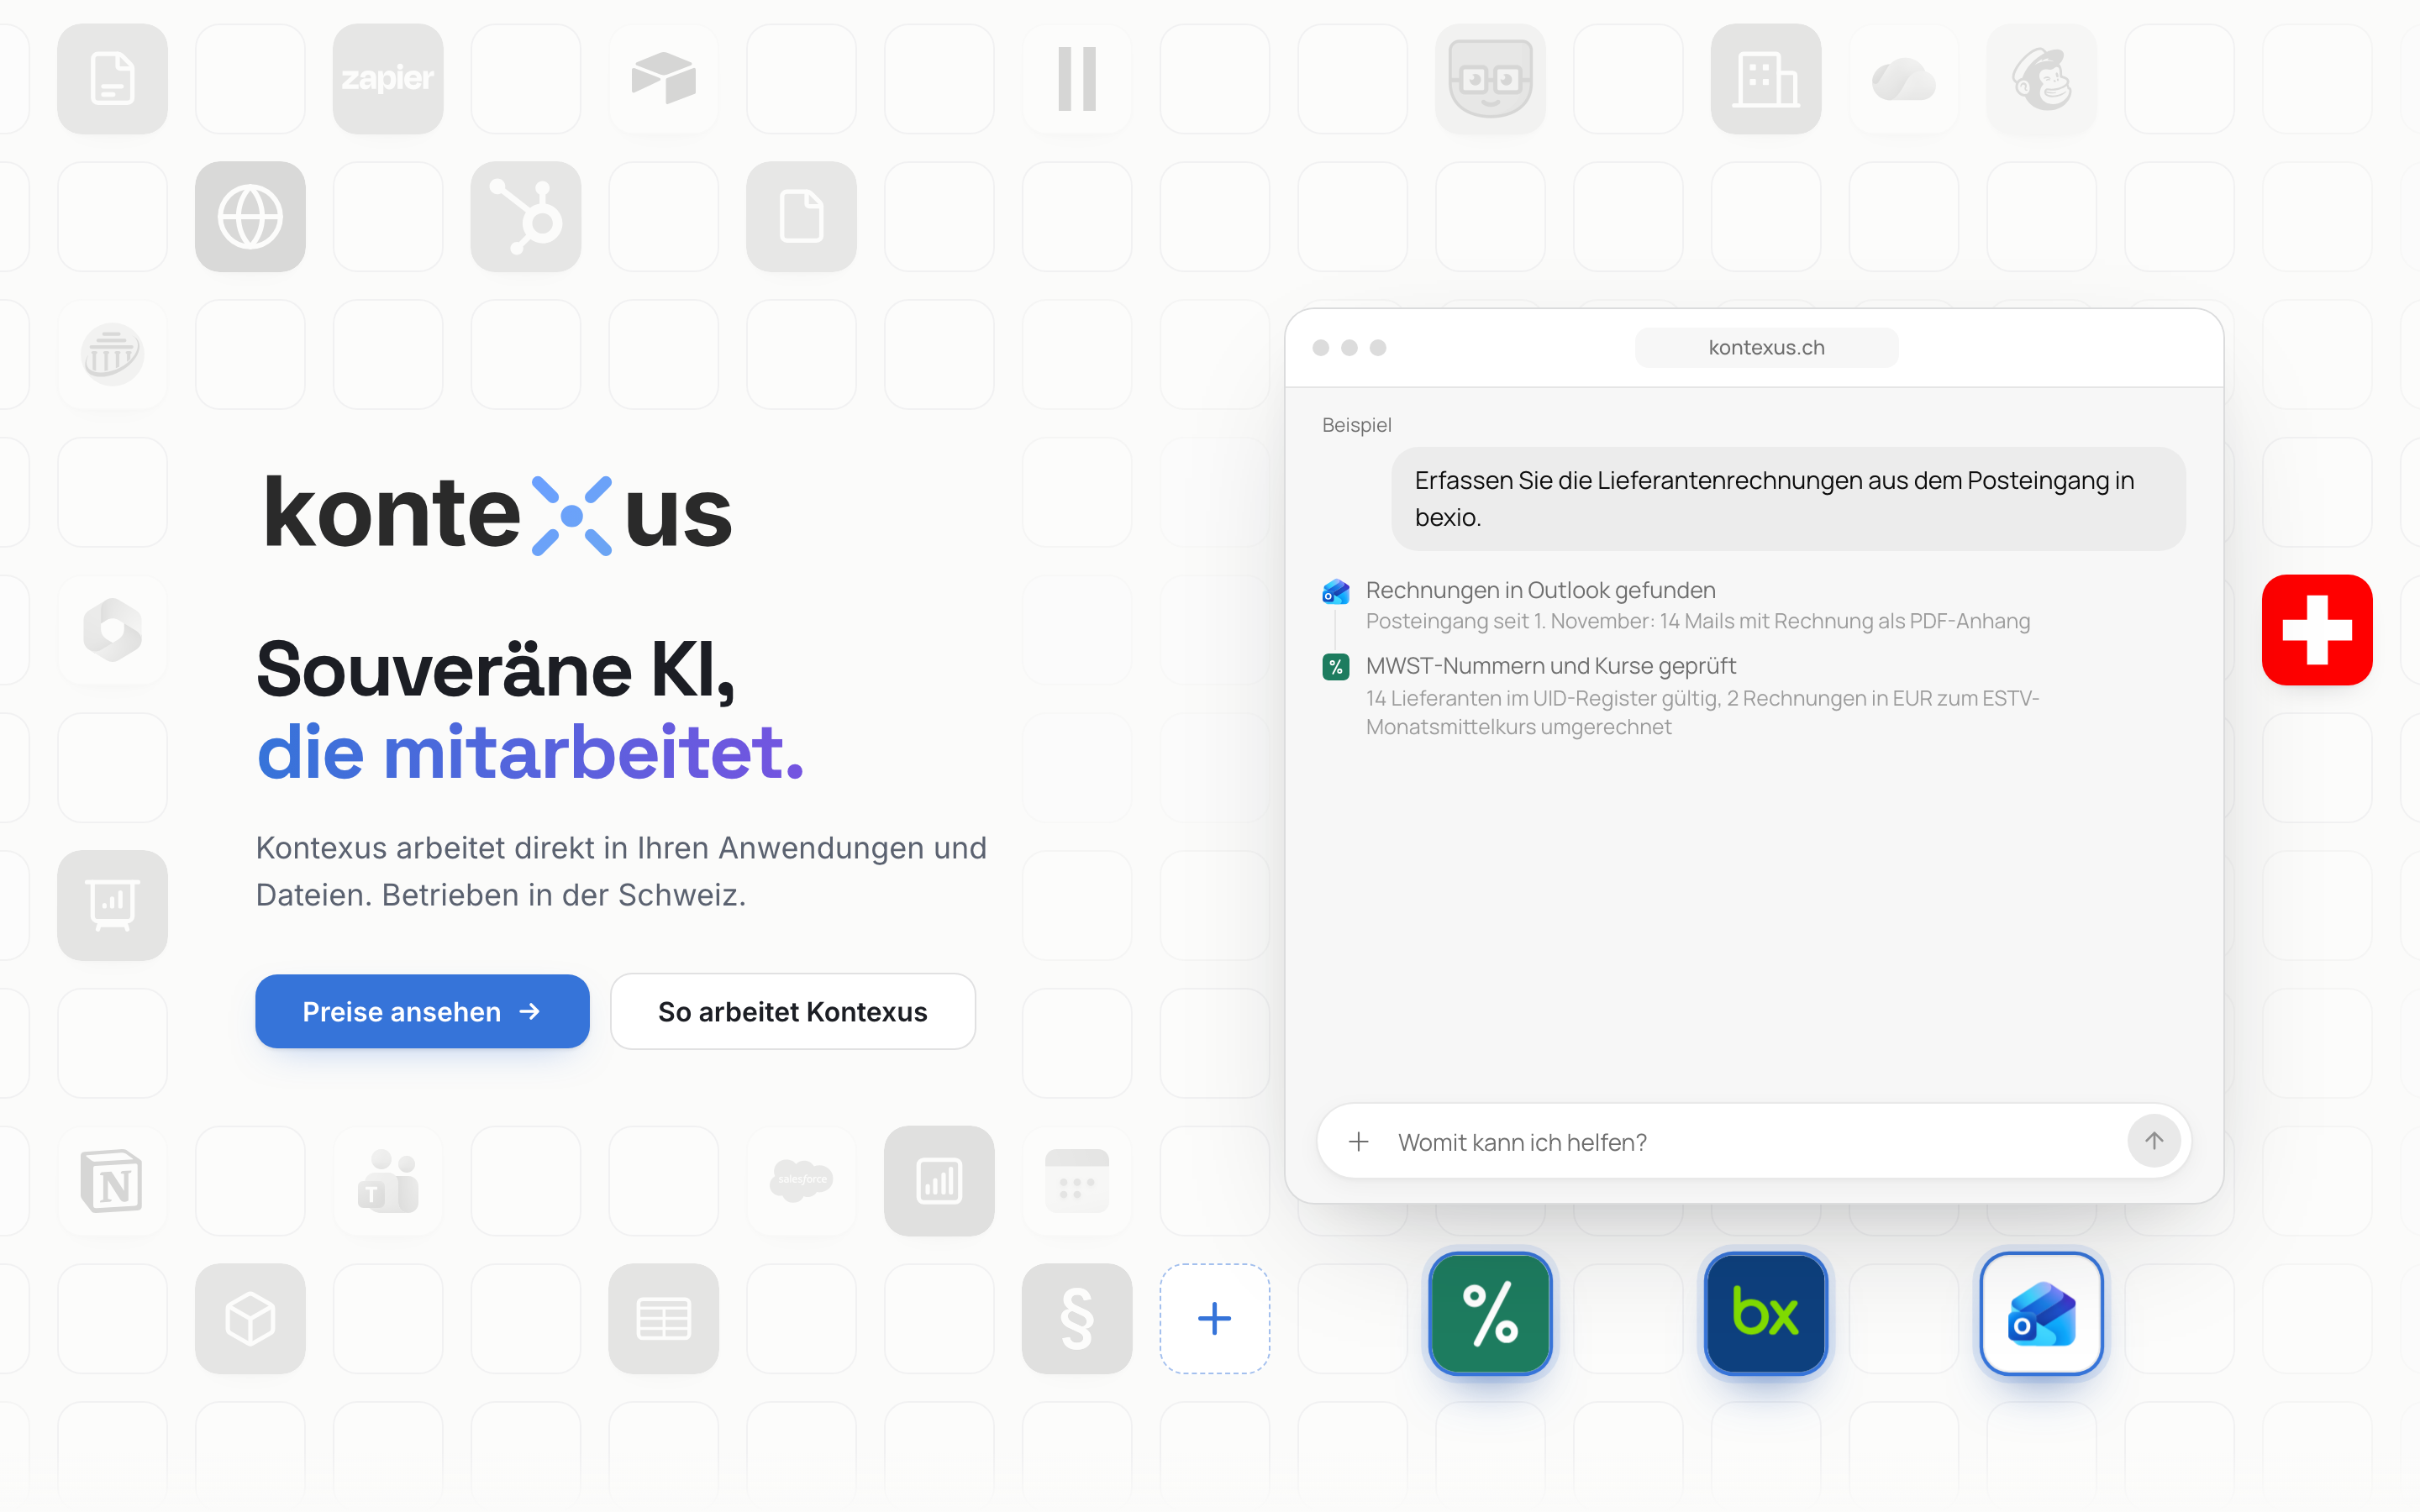 zapier
kontexus
Souveräne KI,
die mitarbeitet.
Kontexus arbeitet direkt in Ihren Anwendungen und
Dateien. Betrieben in der Schweiz.
Preise ansehen →
So arbeitet Kontexus
kontexus.ch
Beispiel
Erfassen Sie die Lieferantenrechnungen aus dem Posteingang in
bexio.
Rechnungen in Outlook gefunden
Posteingang seit 1. November: 14 Mails mit Rechnung als PDF-Anhang
%
MWST-Nummern und Kurse geprüft
14 Lieferanten im UID-Register gültig, 2 Rechnungen in EUR zum ESTV-
Monatsmittelkurs umgerechnet
Womit kann ich helfen?
N
T
salesforce
§
%
bx
O